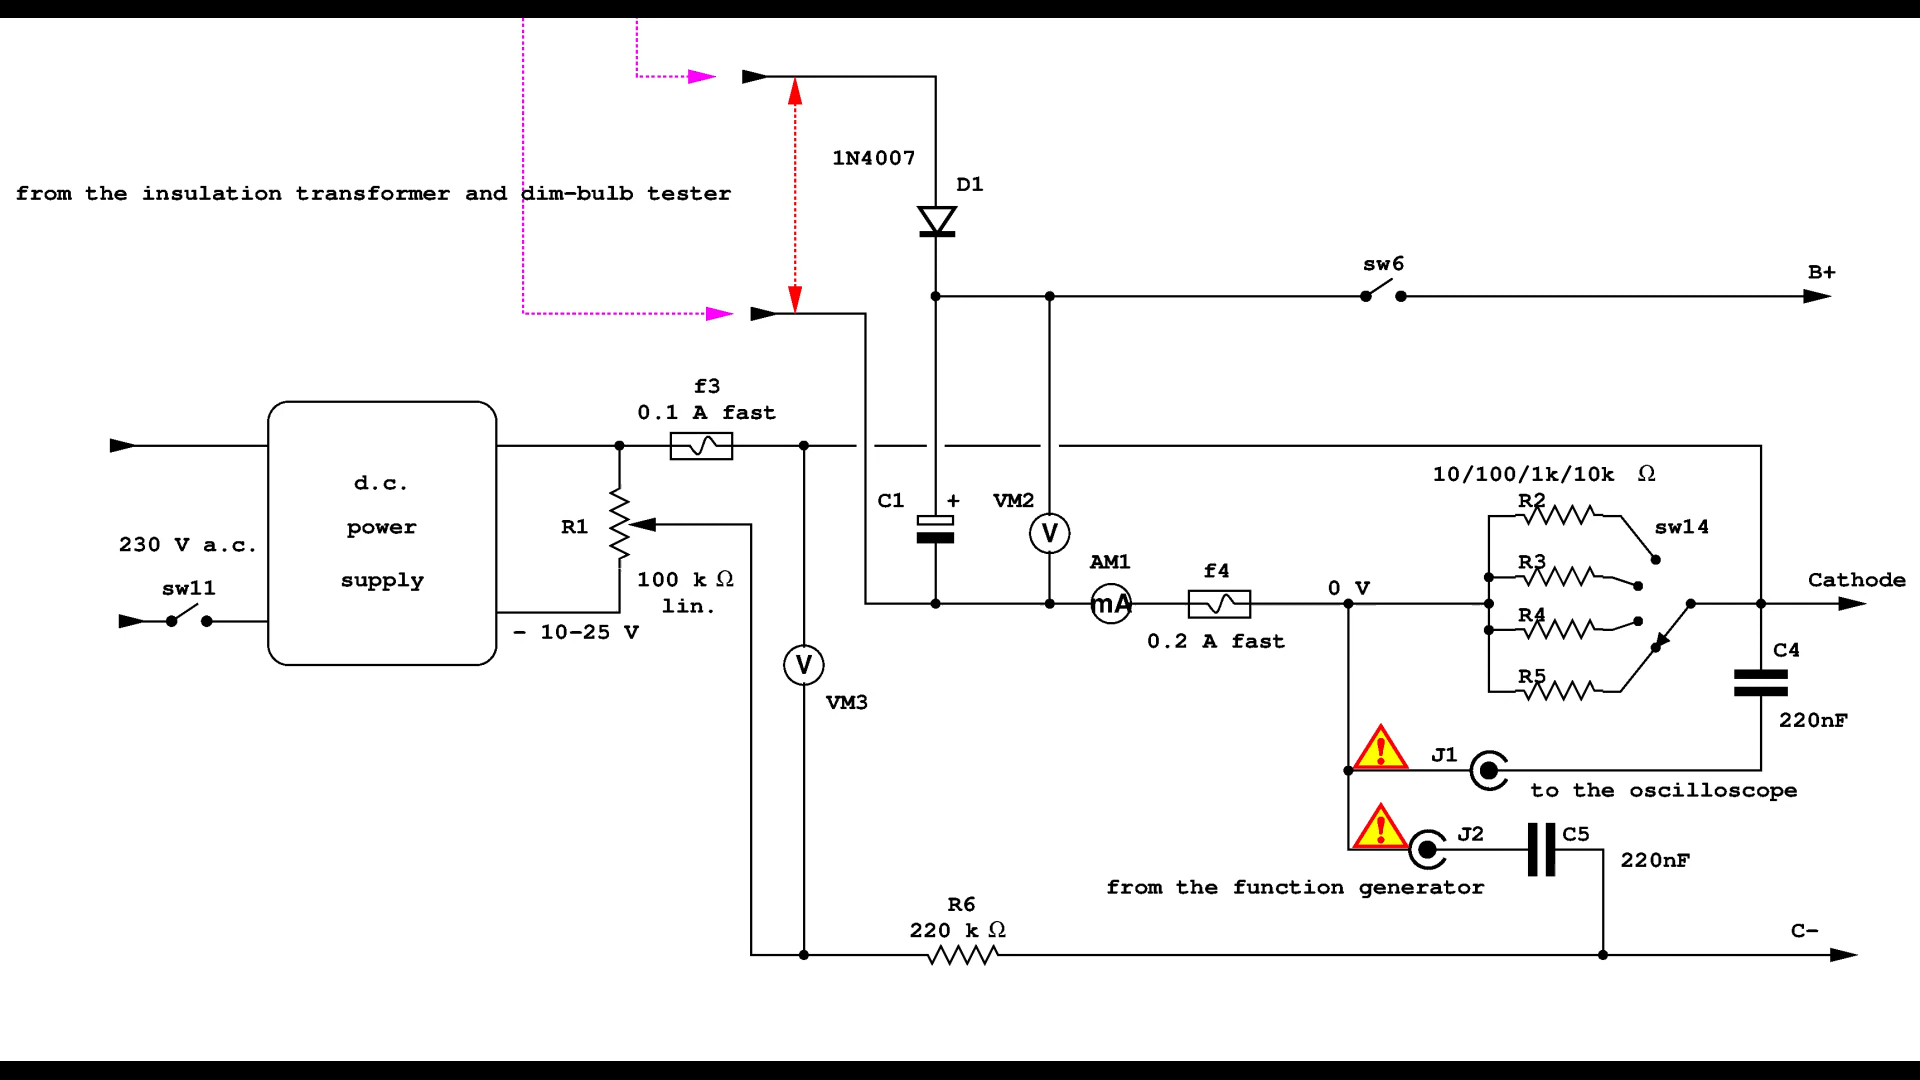 1N4007
D1
from the insulation transformer and dim-bulb tester
sw6
B+
f3
0.1 A fast
d.c.
power
supply
230 V a.c.
sw11
- 10-25 V
R1
100 k Ω
lin.
C1
+
VM2
V
AM1
mA
f4
0.2 A fast
0 V
10/100/1k/10k Ω
R2
sw14
R3
R4
R5
Cathode
C4
220nF
V
VM3
!
J1
to the oscilloscope
!
J2
C5
220nF
from the function generator
R6
220 k Ω
C-